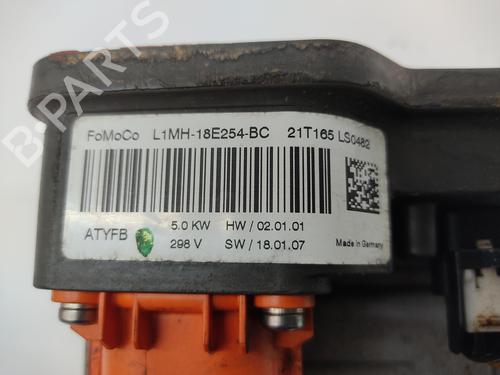 FoMoCo L1MH-18E254-BC 21T165 LS0482
ATYFB 5.0 KW HW / 02.01.01
298 V SW / 18.01.07
Made in Germany